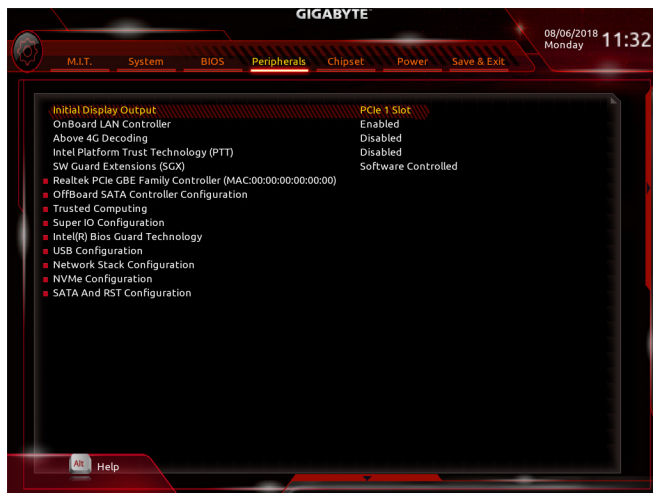 GIGABYTE™
08/06/2018 11:32
Monday
M.I.T. System BIOS Peripherals Chipset Power Save & Exit
Initial Display Output PCIe 1 Slot
OnBoard LAN Controller Enabled
Above 4G Decoding Disabled
Intel Platform Trust Technology (PTT) Disabled
SW Guard Extensions (SGX) Software Controlled
Realtek PCIe GBE Family Controller (MAC:00:00:00:00:00:00)
OffBoard SATA Controller Configuration
Trusted Computing
Super IO Configuration
Intel(R) Bios Guard Technology
USB Configuration
Network Stack Configuration
NVMe Configuration
SATA And RST Configuration
Alt Help